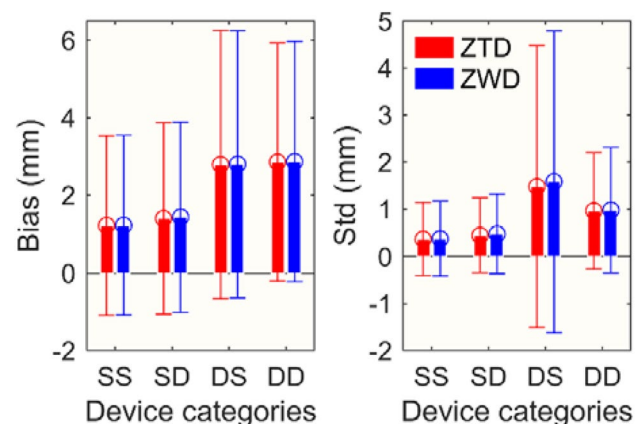 Bias (mm)
6
4
2
0
-2
SS SD DS DD
Device categories
Std (mm)
5
4
3
2
1
0
-1
-2
ZTD
ZWD
SS SD DS DD
Device categories